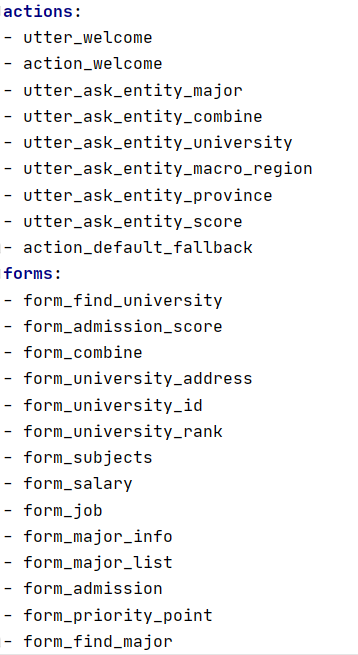 actions:
- utter_welcome
- action_welcome
- utter_ask_entity_major
- utter_ask_entity_combine
- utter_ask_entity_university
- utter_ask_entity_macro_region
- utter_ask_entity_province
- utter_ask_entity_score
- action_default_fallback
forms:
- form_find_university
- form_admission_score
- form_combine
- form_university_address
- form_university_id
- form_university_rank
- form_subjects
- form_salary
- form_job
- form_major_info
- form_major_list
- form_admission
- form_priority_point
- form_find_major